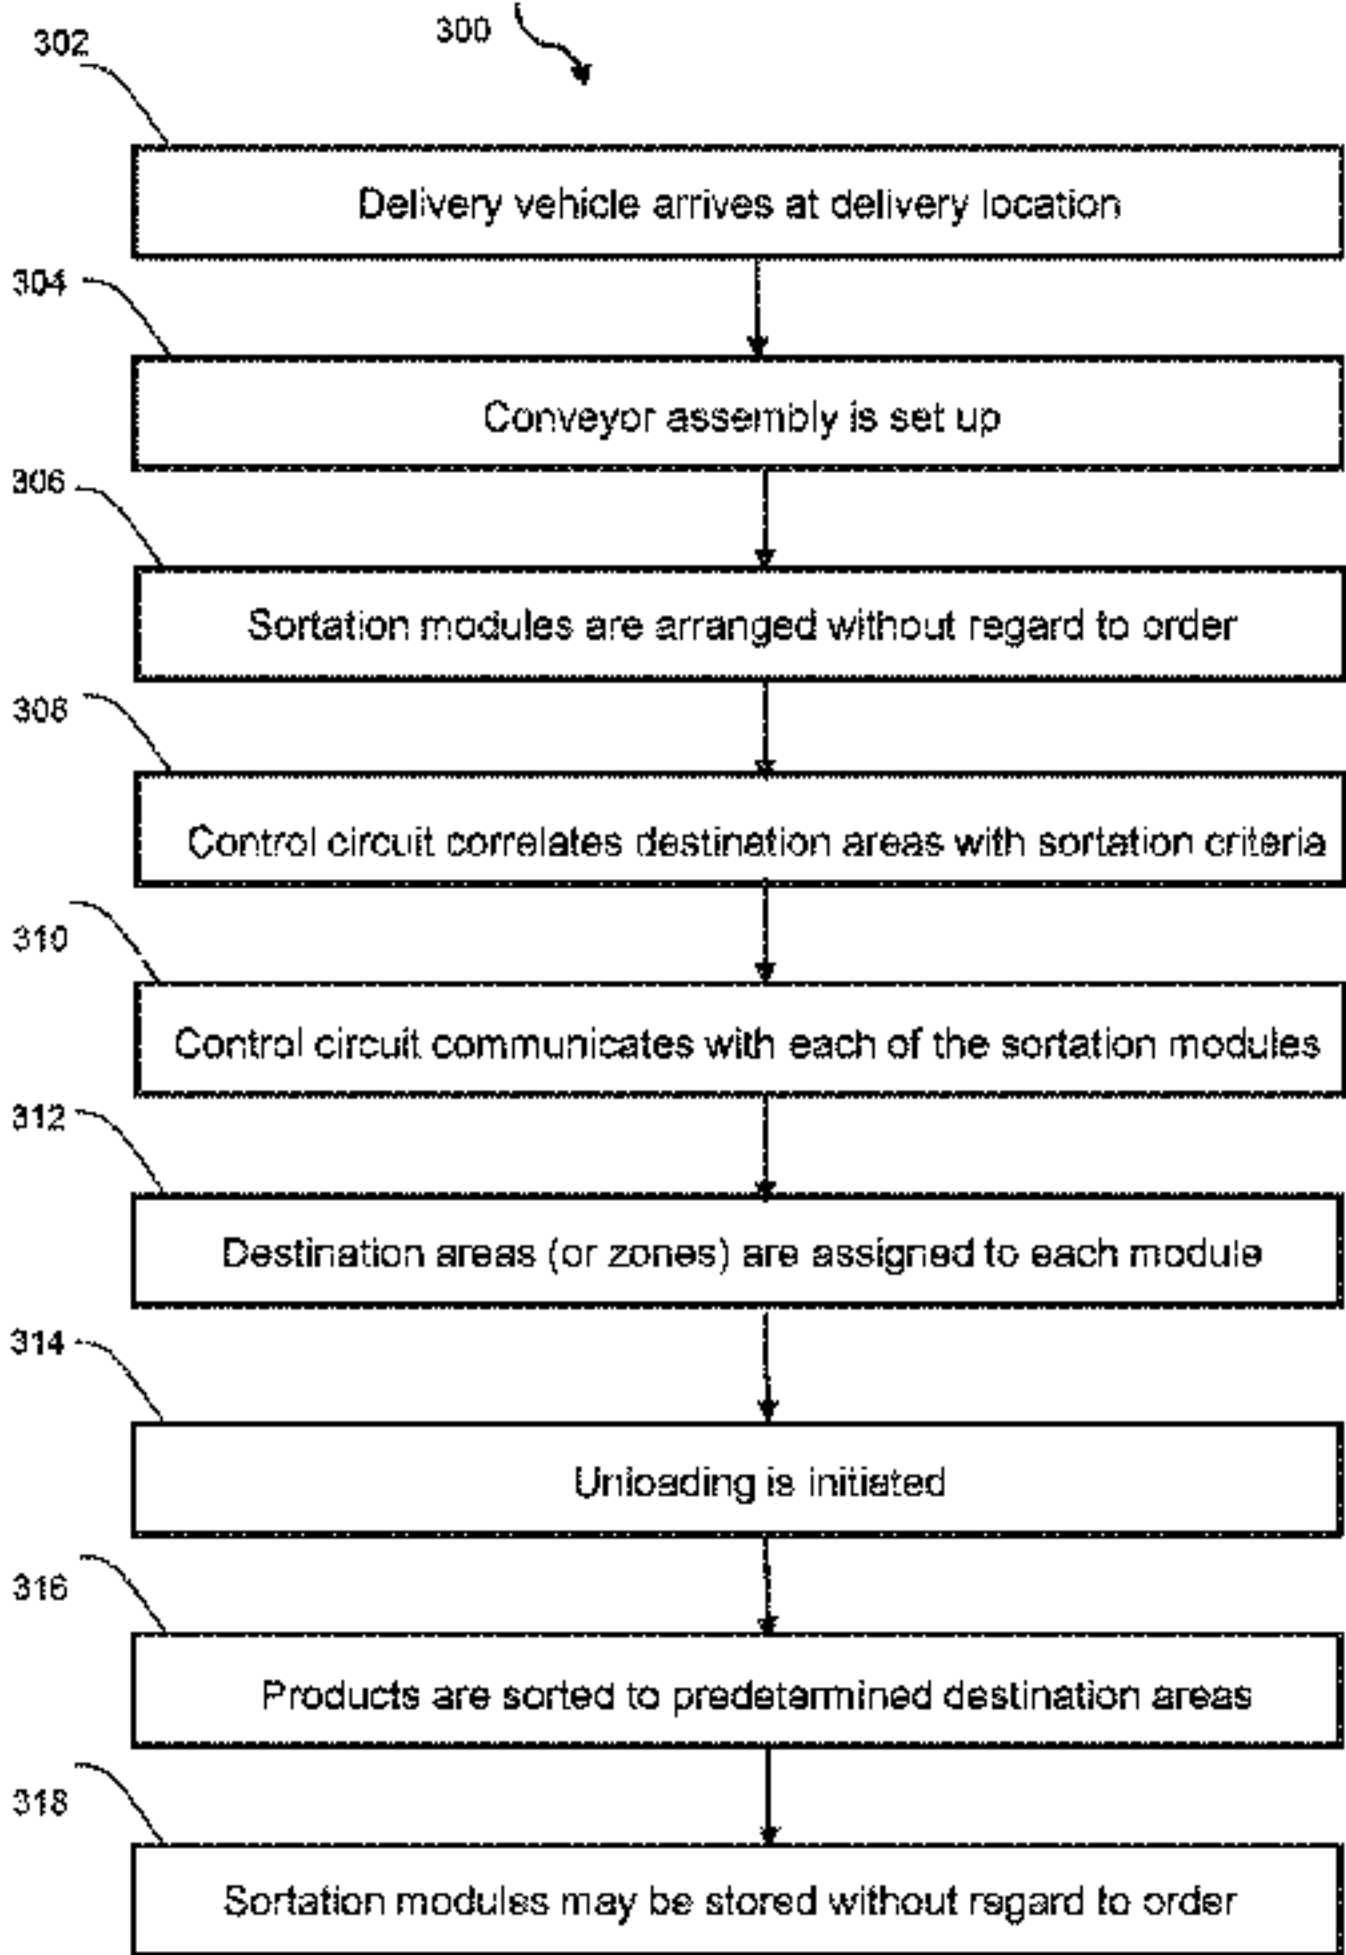 300
302
Delivery vehicle arrives at delivery location
304
Conveyor assembly is set up
306
Sortation modules are arranged without regard to order
308
Control circuit correlates destination areas with sortation criteria
310
Control circuit communicates with each of the sortation modules
312
Destination areas (or zones) are assigned to each module
314
Unloading is initiated
316
Products are sorted to predetermined destination areas
318
Sortation modules may be stored without regard to order